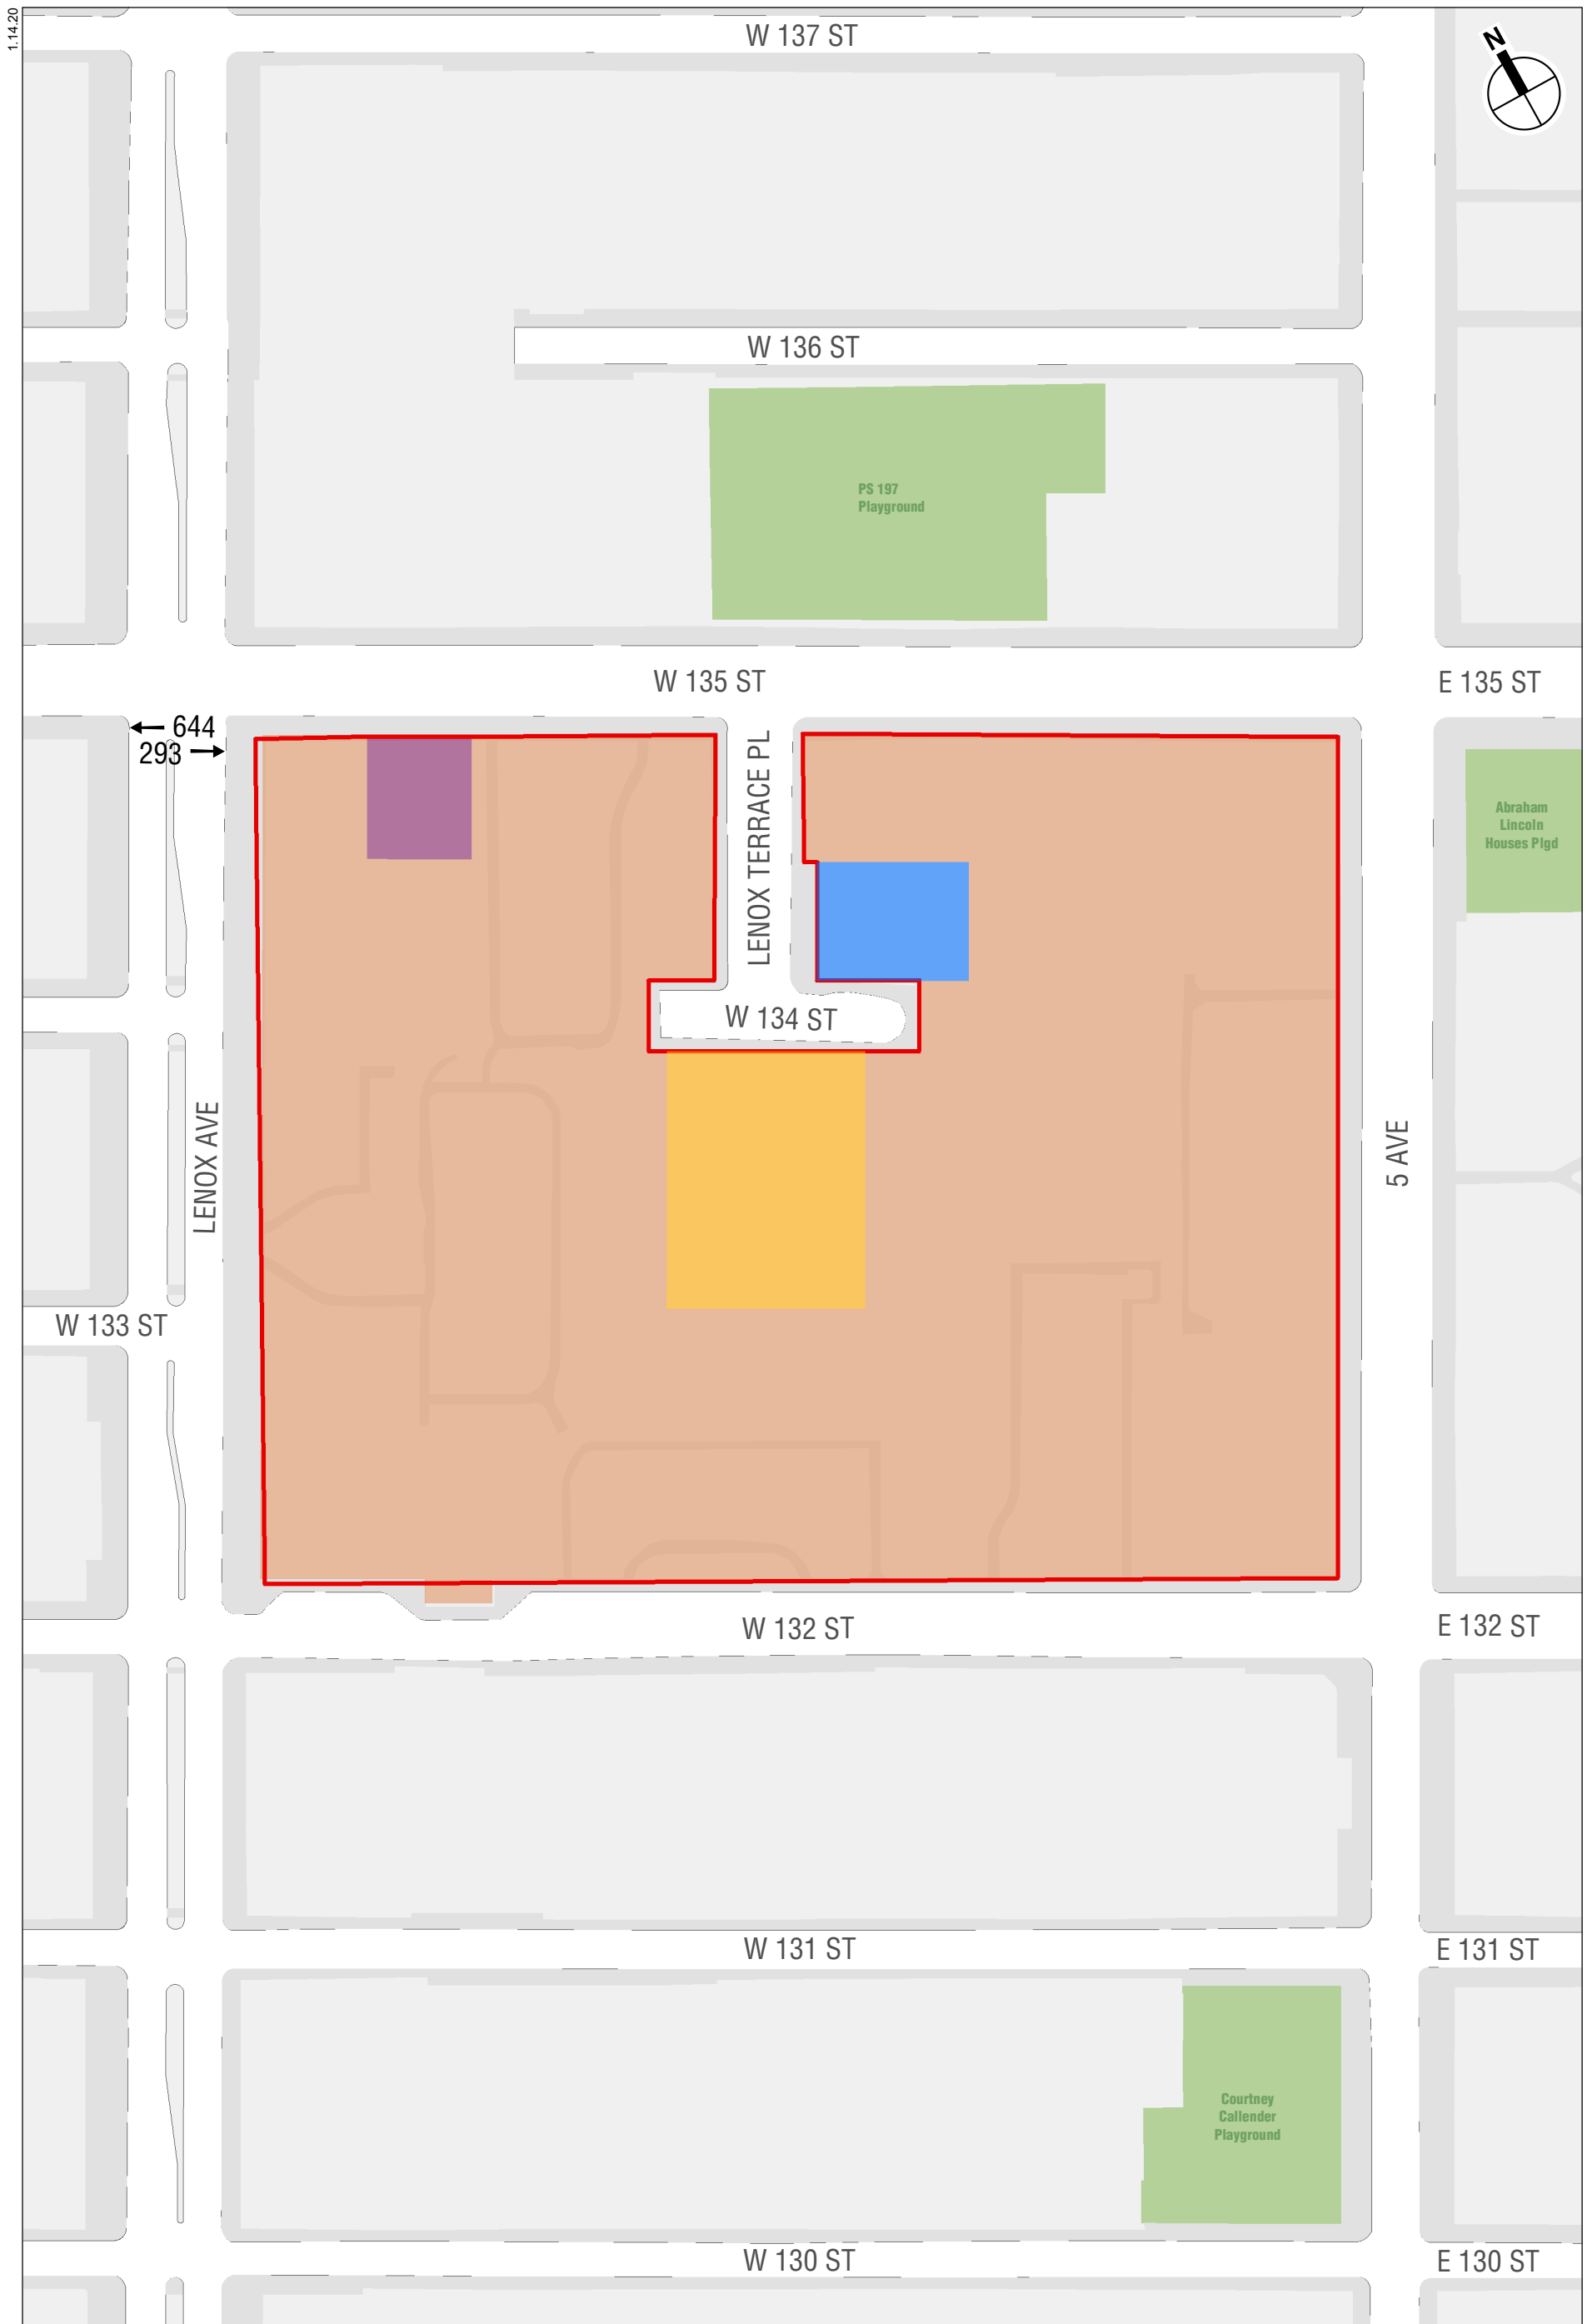 1.14.20
W 137 ST
N
W 136 ST
PS 197
Playground
W 135 ST
E 135 ST
644
293
LENOX TERRACE PL
Abraham
Lincoln
Houses Plgd
W 134 ST
LENOX AVE
5 AVE
W 133 ST
W 132 ST
E 132 ST
W 131 ST
E 131 ST
Courtney
Callender
Playground
W 130 ST
E 130 ST